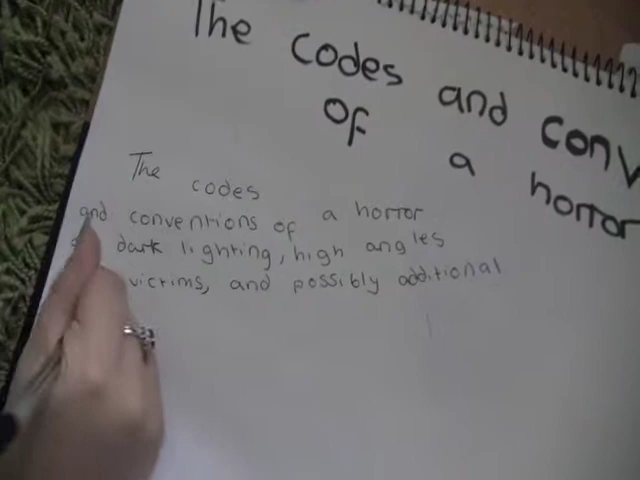 The codes and conv
of a horror
The codes
and conventions of a horror
dark lighting, high angles
victims, and possibly additional